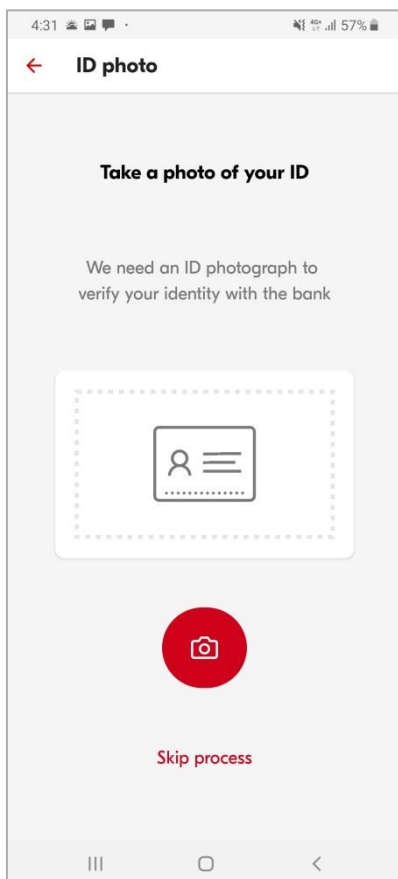 4:31
4G+ 57%
ID photo
Take a photo of your ID
We need an ID photograph to
verify your identity with the bank
Skip process